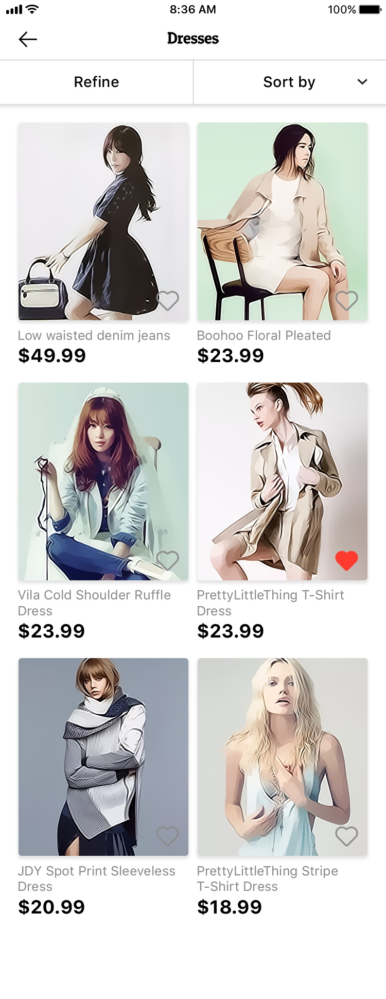 8:36 AM
100%
Dresses
Refine
Sort by
Low waisted denim jeans
$49.99
Boohoo Floral Pleated
$23.99
Vila Cold Shoulder Ruffle
Dress
$23.99
PrettyLittleThing T-Shirt
Dress
$23.99
JDY Spot Print Sleeveless
Dress
$20.99
PrettyLittleThing Stripe
T-Shirt Dress
$18.99